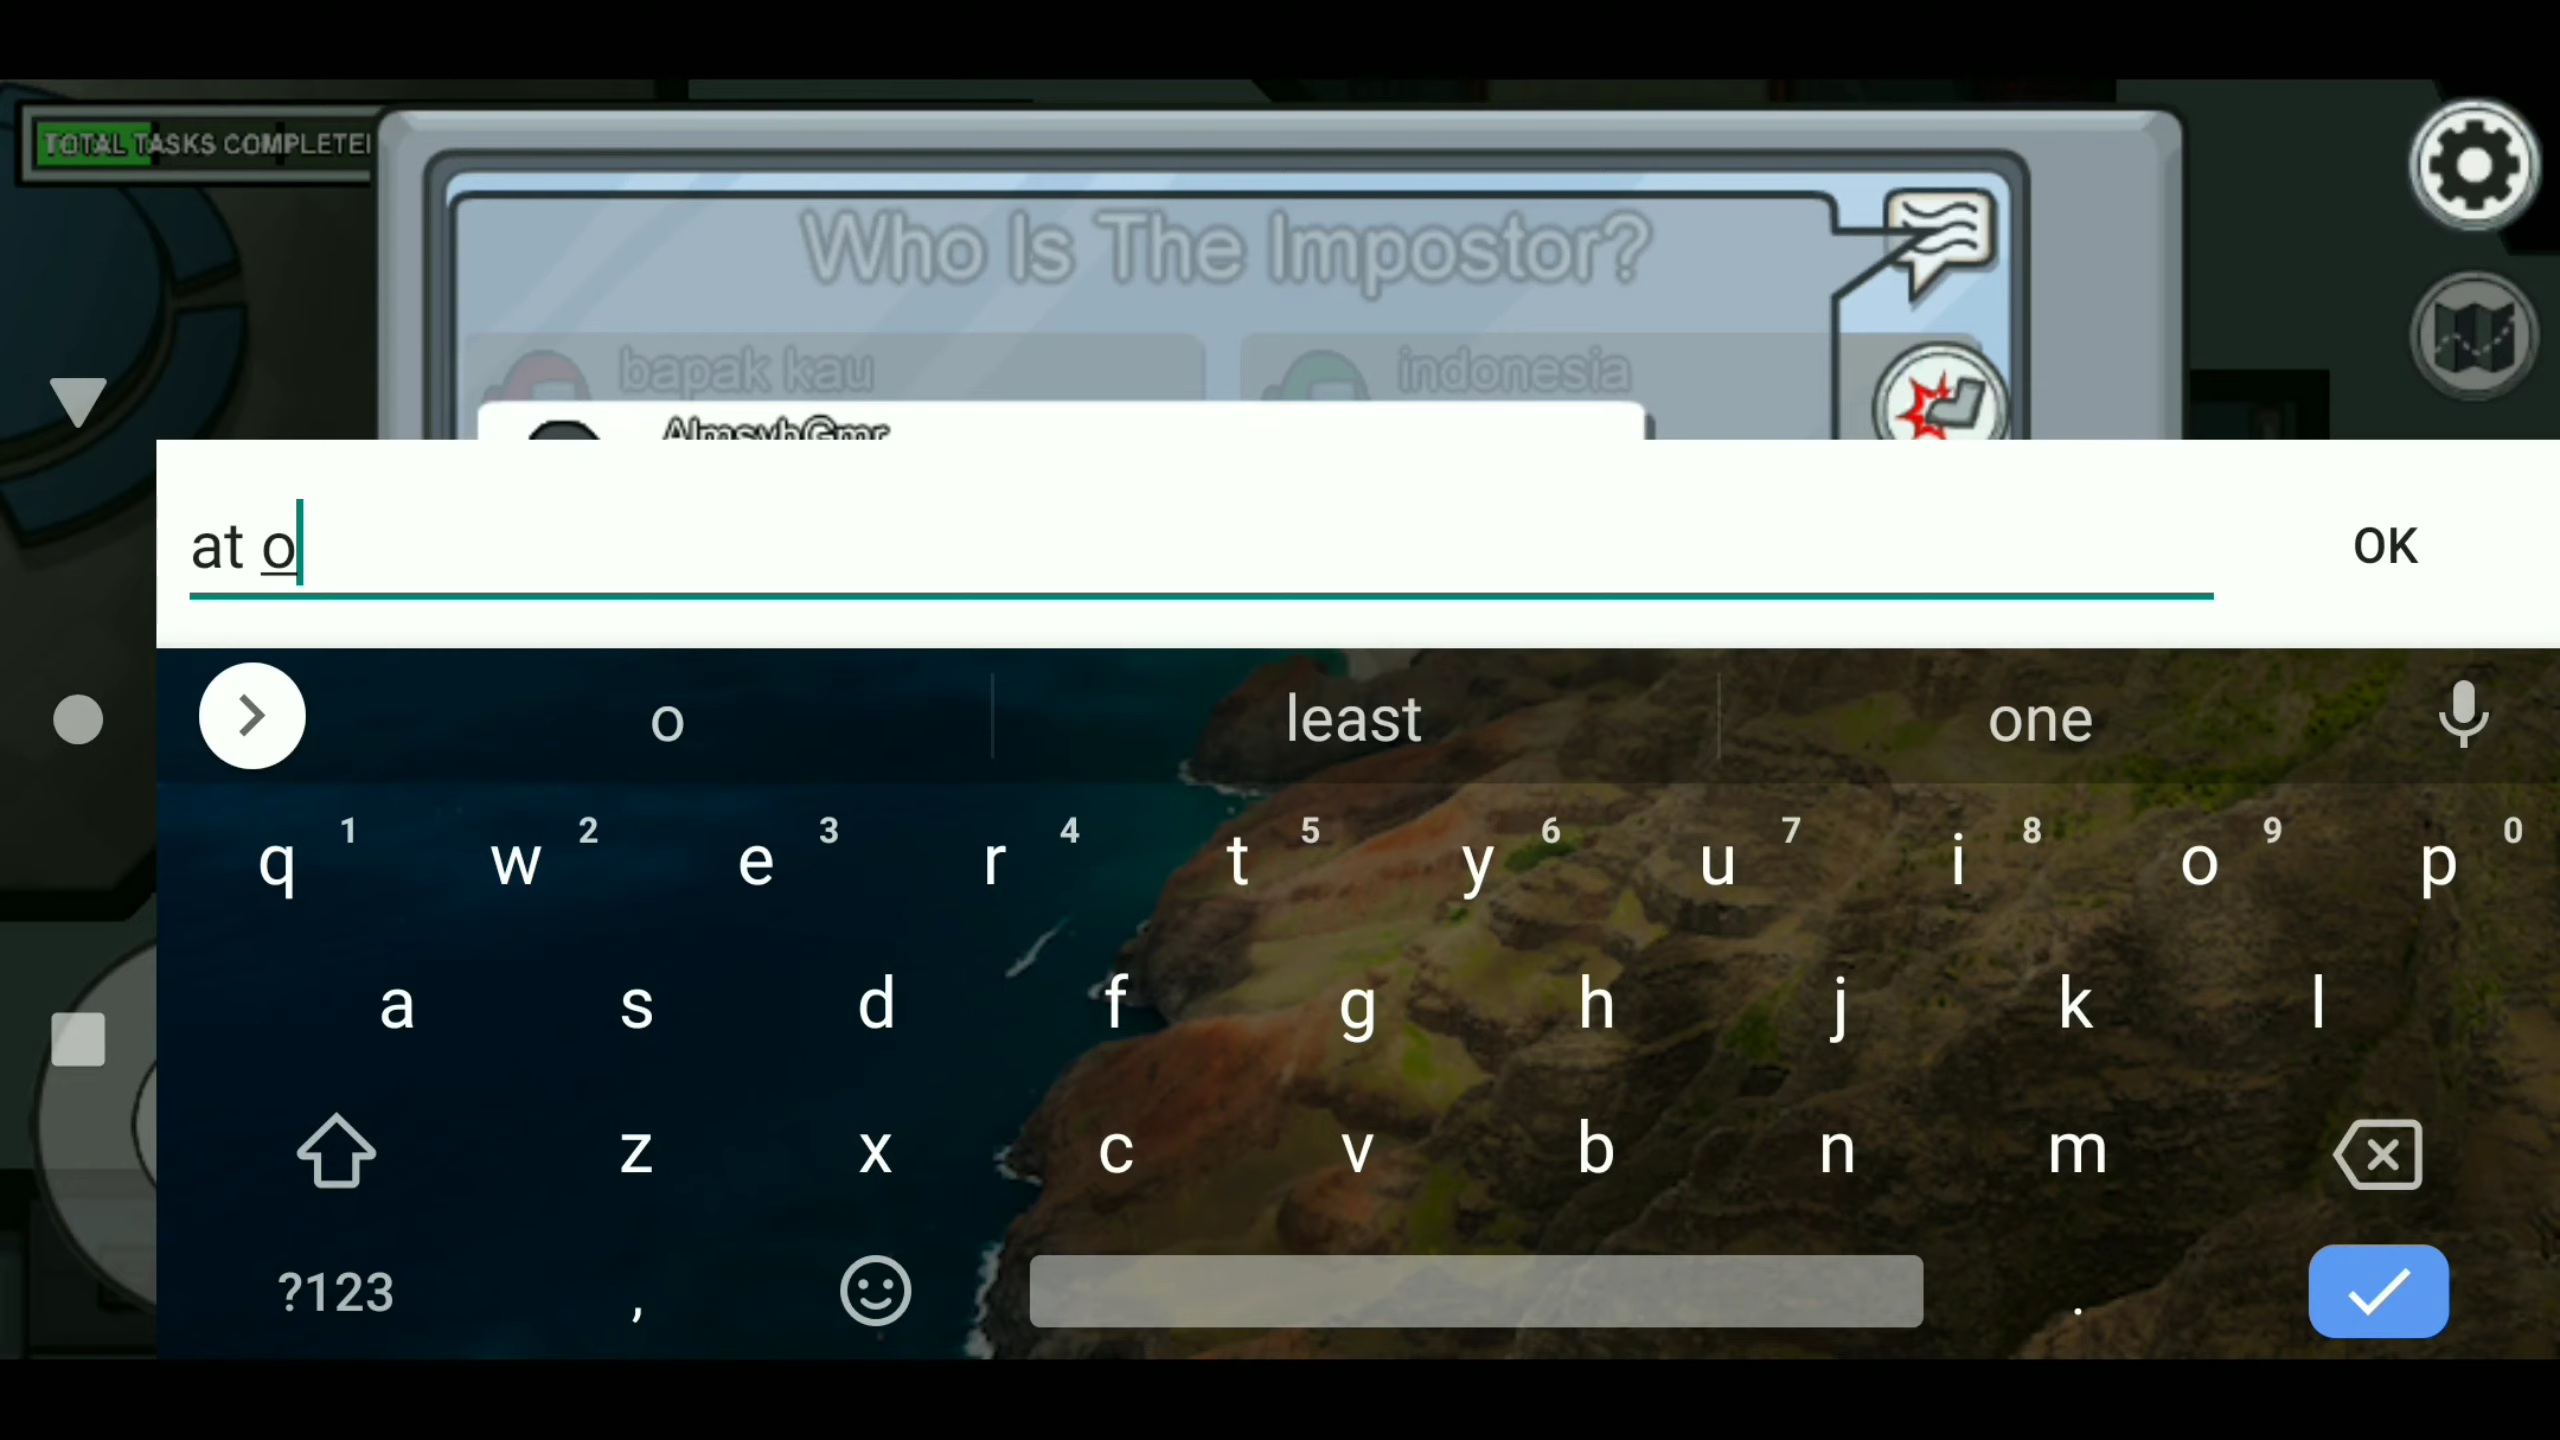 TOTAL TASKS COMPLETE
Who Is The Impostor?
bapak kau
indonesia
at o
OK
o
least
one
q 1 w 2 e 3 r 4 t 5 y 6 u 7 i 8 o 9 p 0
a s d f g h j k l
z x c v b n m
?123 , .